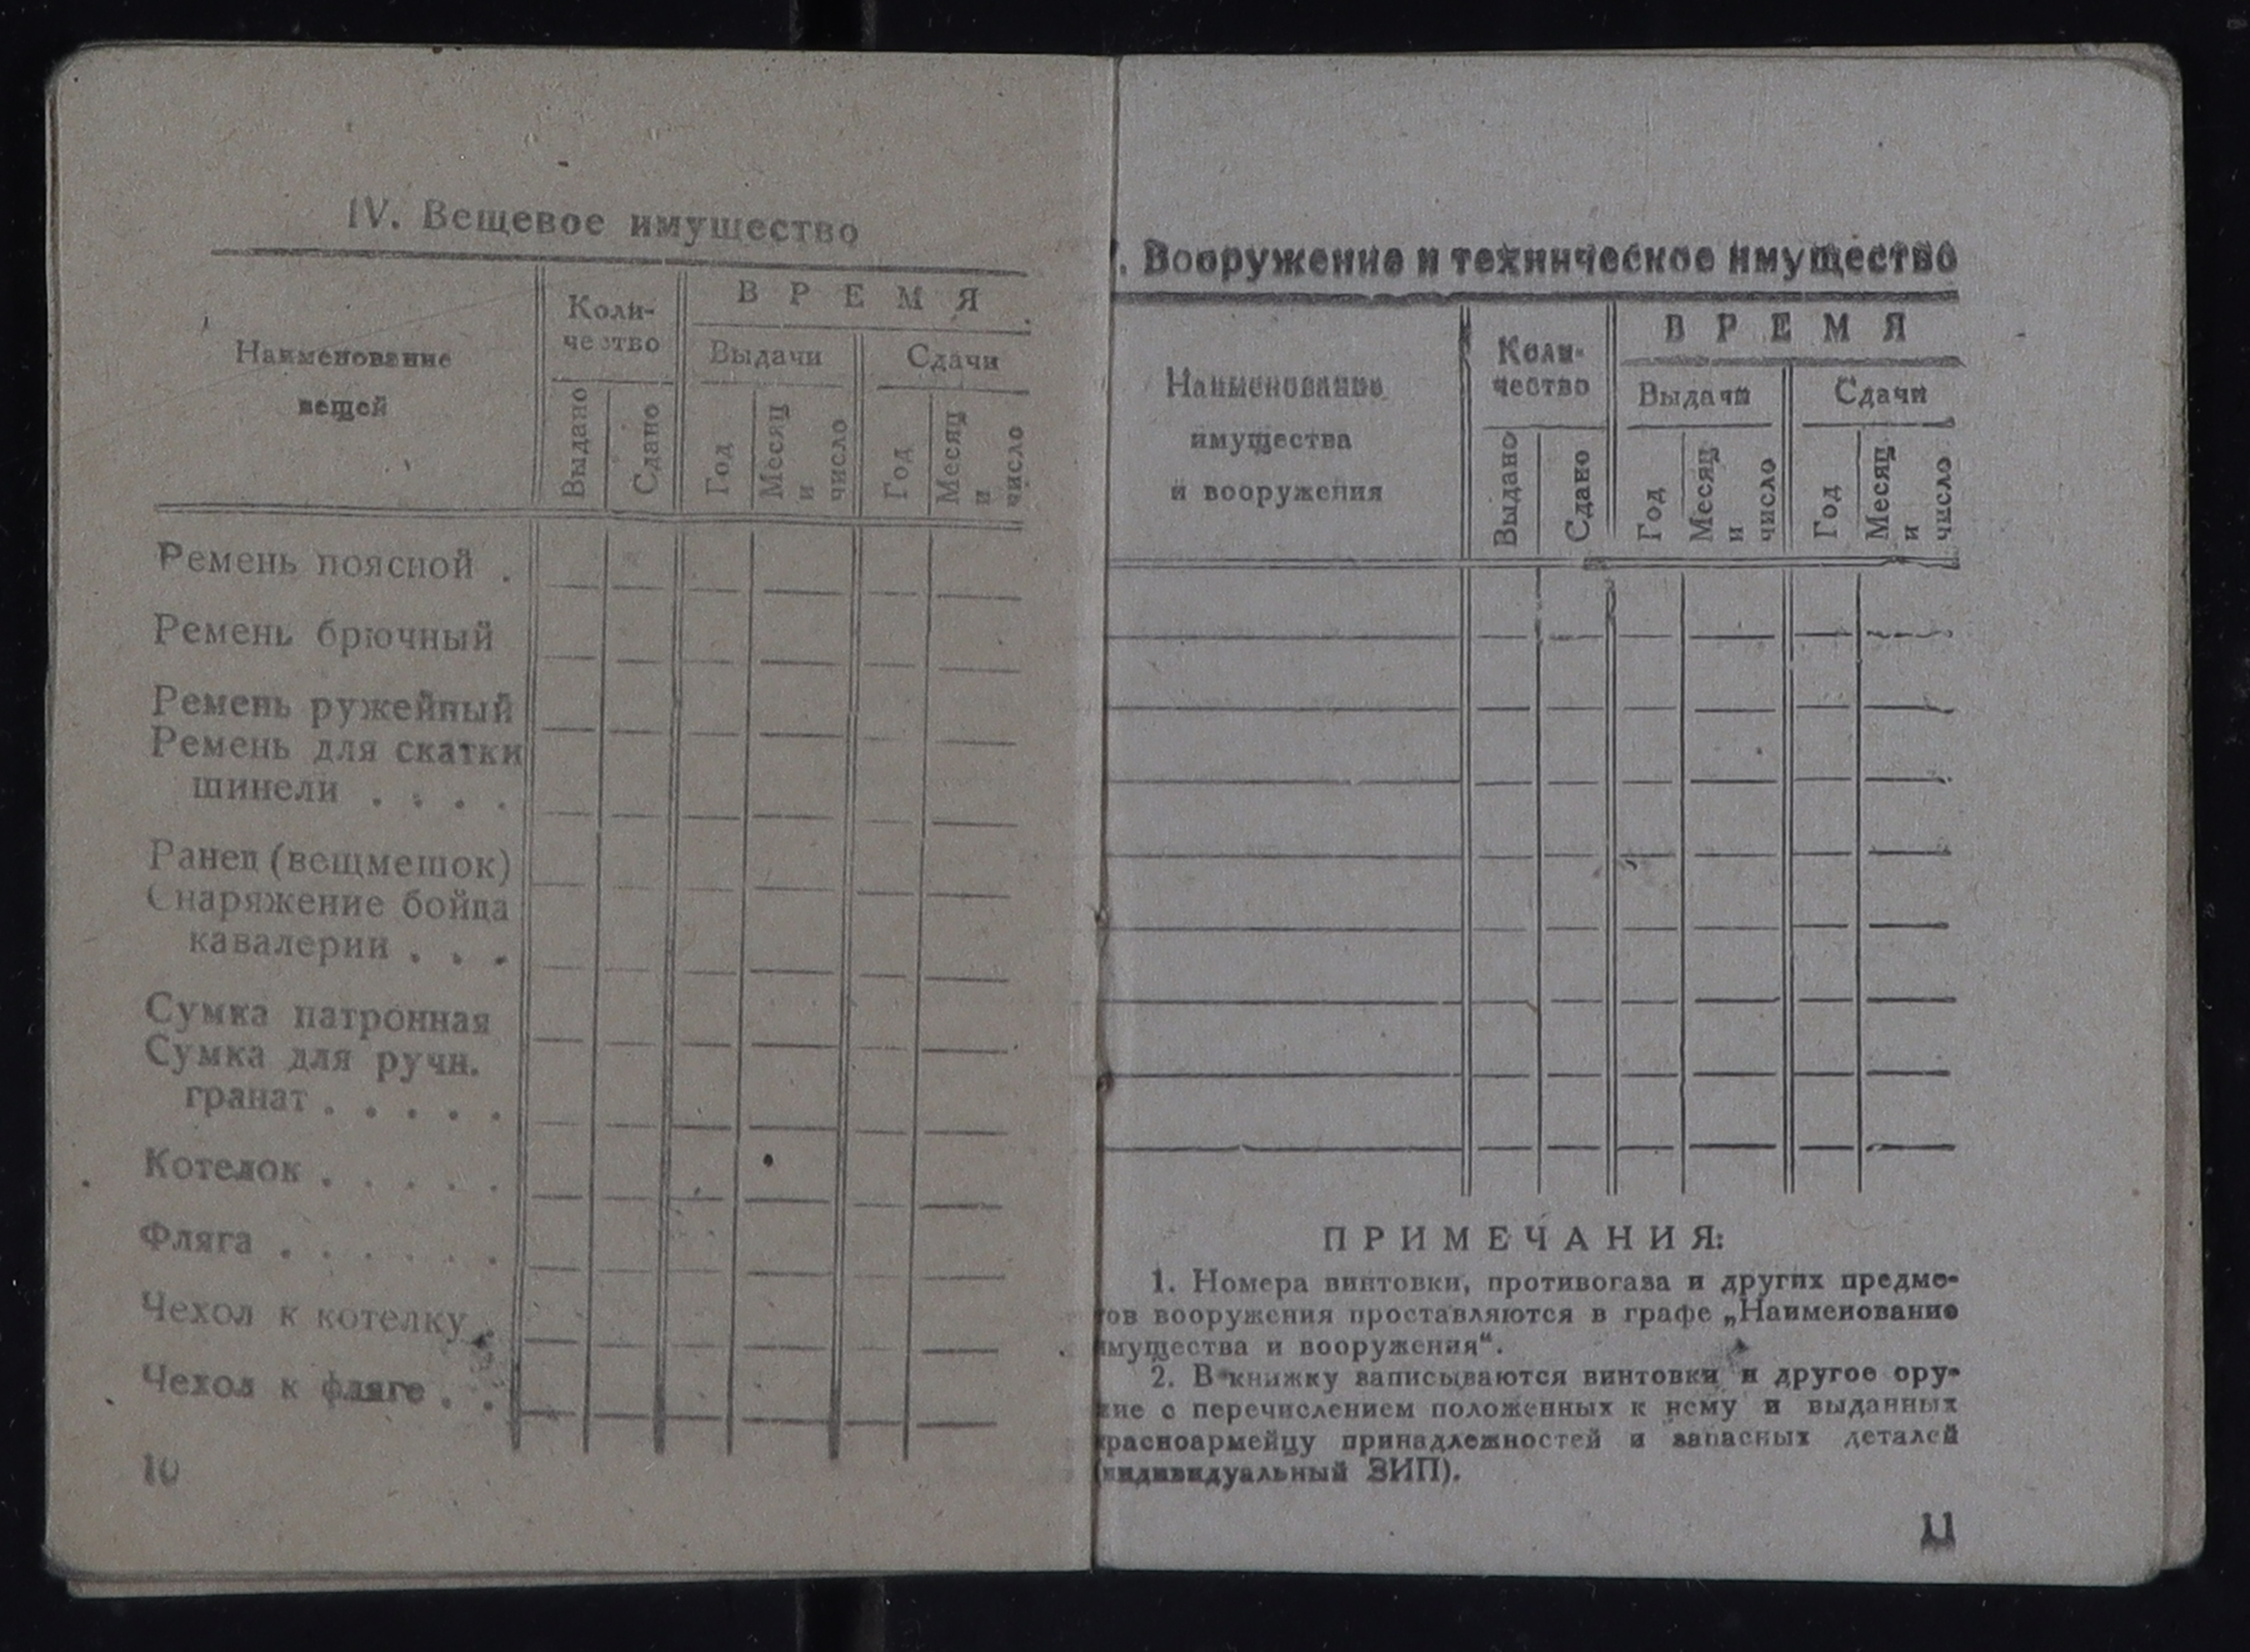 IV. Вещевое имущество
Наименование
вещей
Коли-
чество
ВРЕМЯ
Выдачи
Сдачи
Выдано
Сдано
Год
Месяц
и
число
Год
Месяц
и
число
Ремень поясной .
Ремень брючный
Ремень ружейный
Ремень для скатки
шинели . . . .
Ранец (вещмешок)
Снаряжение бойца
кавалерии . . .
Сумка патронная
Сумка для ручн.
гранат . . . . .
Котелок . . . . .
Фляга . . . . . .
Чехол к котелку .
Чехол к фляге . .
10
. Вооружение и техническое имущество
Наименование
имущества
и вооружения
Коли-
чество
ВРЕМЯ
Выдачи
Сдачи
Выдано
Сдано
Год
Месяц
и
число
Год
Месяц
и
число
ПРИМЕЧАНИЯ:
1. Номера винтовки, противогаза и других предме-
тов вооружения проставляются в графе „Наименование
имущества и вооружения“.
2. В книжку записываются винтовки и другое ору-
жие с перечислением положенных к нему и выданных
красноармейцу принадлежностей и запасных деталей
(индивидуальный ЗИП).
11